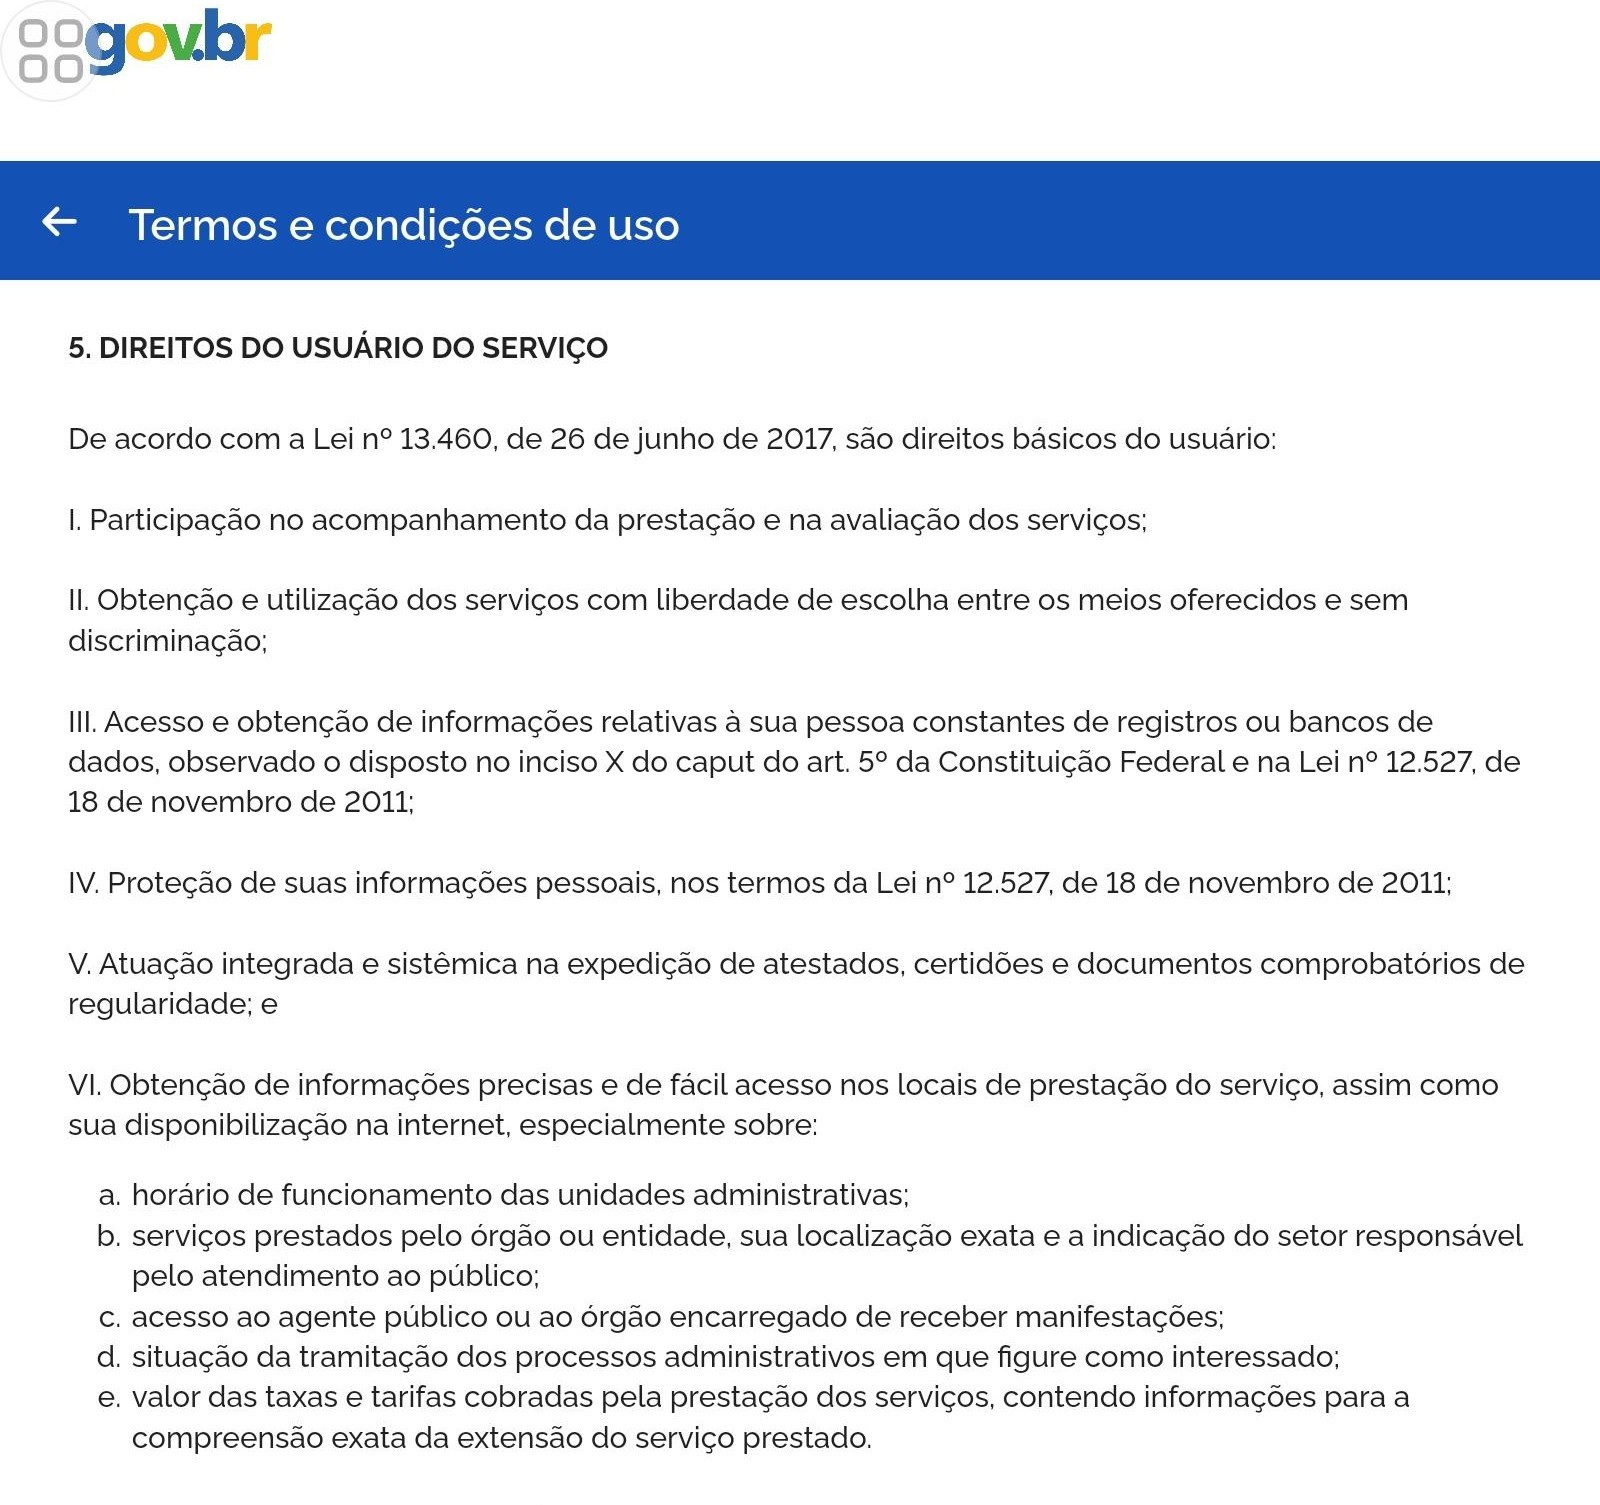 gov.br
Termos e condições de uso
5. DIREITOS DO USUÁRIO DO SERVIÇO
De acordo com a Lei nº 13.460, de 26 de junho de 2017, são direitos básicos do usuário:
I. Participação no acompanhamento da prestação e na avaliação dos serviços;
II. Obtenção e utilização dos serviços com liberdade de escolha entre os meios oferecidos e sem
discriminação;
III. Acesso e obtenção de informações relativas à sua pessoa constantes de registros ou bancos de
dados, observado o disposto no inciso X do caput do art. 5º da Constituição Federal e na Lei nº 12.527, de
18 de novembro de 2011;
IV. Proteção de suas informações pessoais, nos termos da Lei nº 12.527, de 18 de novembro de 2011;
V. Atuação integrada e sistêmica na expedição de atestados, certidões e documentos comprobatórios de
regularidade; e
VI. Obtenção de informações precisas e de fácil acesso nos locais de prestação do serviço, assim como
sua disponibilização na internet, especialmente sobre:
a. horário de funcionamento das unidades administrativas;
b. serviços prestados pelo órgão ou entidade, sua localização exata e a indicação do setor responsável
pelo atendimento ao público;
c. acesso ao agente público ou ao órgão encarregado de receber manifestações;
d. situação da tramitação dos processos administrativos em que figure como interessado;
e. valor das taxas e tarifas cobradas pela prestação dos serviços, contendo informações para a
compreensão exata da extensão do serviço prestado.